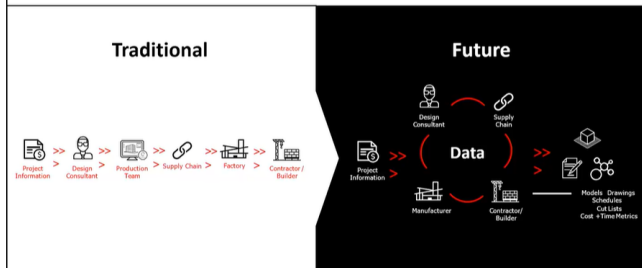 Traditional
Project
Information
>>
>
Design
Consultant
>>
>
Production
Team
>>
>
Supply Chain
>>
>
Factory
>>
>
Contractor/
Builder
Future
Project
Information
>>
>
Design
Consultant
Supply
Chain
Data
Manufacturer
Contractor/
Builder
>>
>
Models Drawings
Schedules
Cut Lists
Cost +Time Metrics